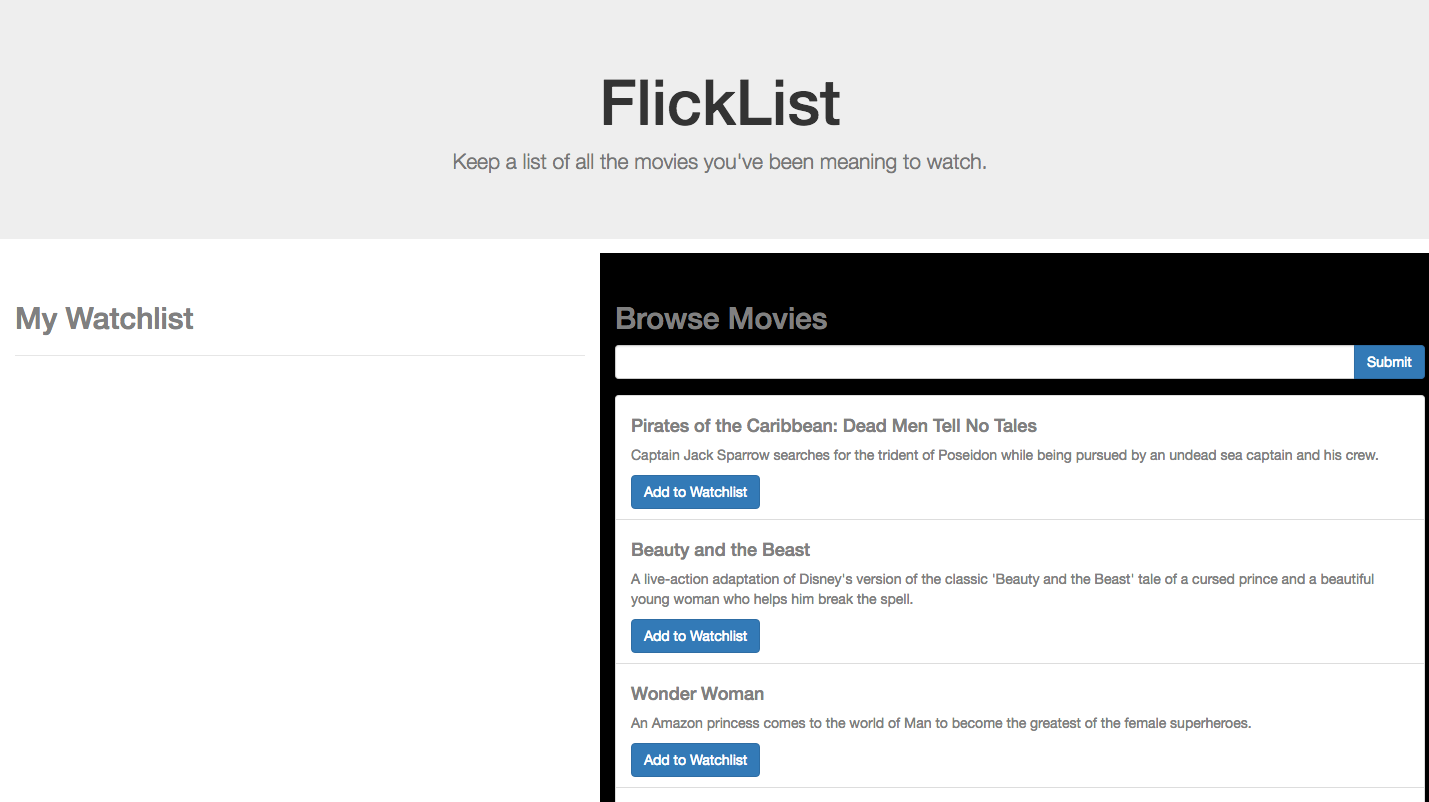 FlickList
Keep a list of all the movies you've been meaning to watch.
My Watchlist
Browse Movies
Submit
Pirates of the Caribbean: Dead Men Tell No Tales
Captain Jack Sparrow searches for the trident of Poseidon while being pursued by an undead sea captain and his crew.
Add to Watchlist
Beauty and the Beast
A live-action adaptation of Disney's version of the classic 'Beauty and the Beast' tale of a cursed prince and a beautiful
young woman who helps him break the spell.
Add to Watchlist
Wonder Woman
An Amazon princess comes to the world of Man to become the greatest of the female superheroes.
Add to Watchlist